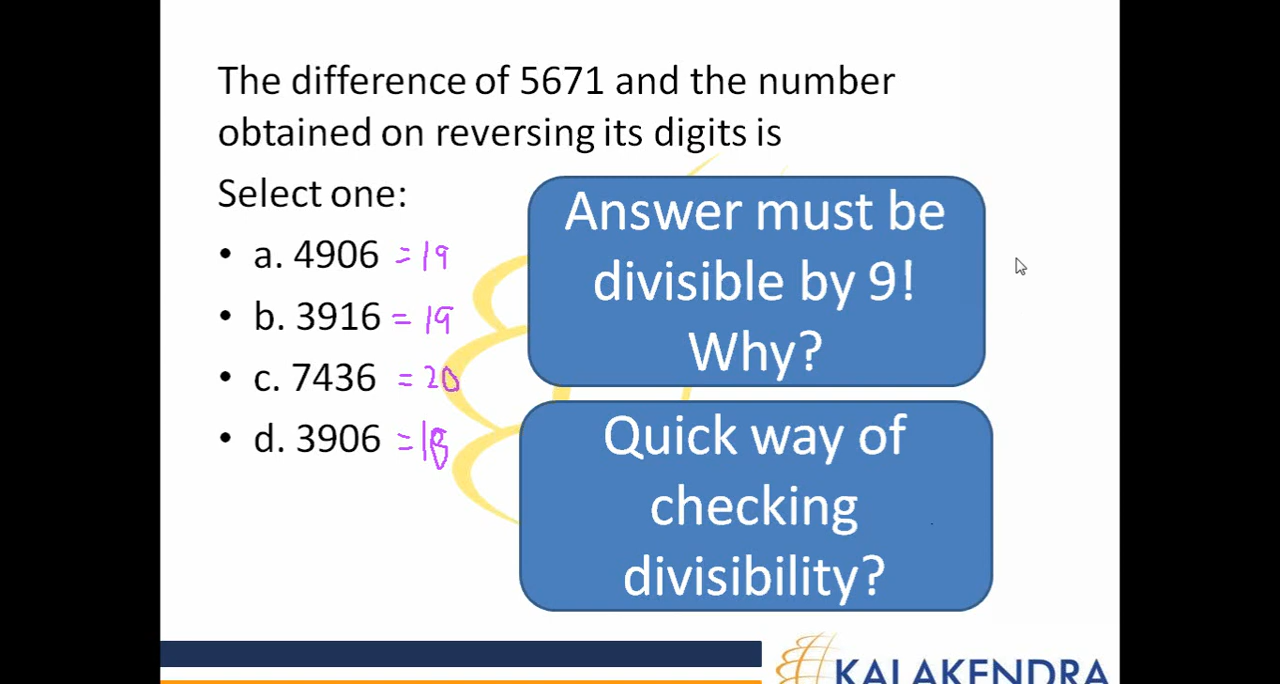 The difference of 5671 and the number
obtained on reversing its digits is
Select one:
• a. 4906 = 19
• b. 3916 = 19
• c. 7436 = 20
• d. 3906 = 18
Answer must be
divisible by 9!
Why?
Quick way of
checking
divisibility?
KALAKENDRA